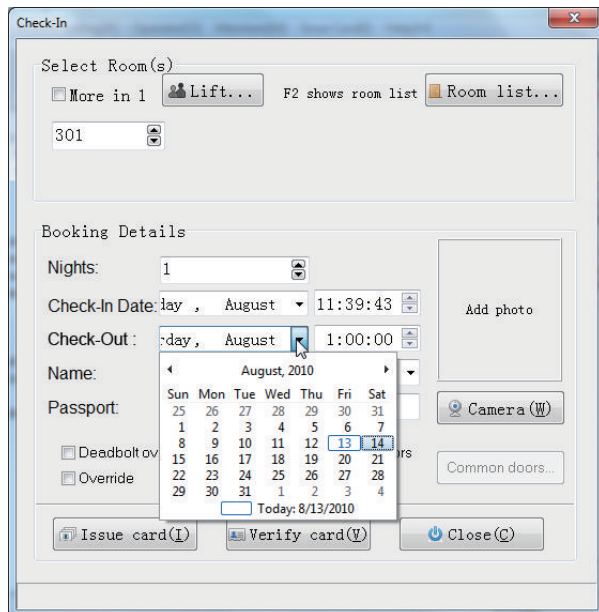 Check-In
Select Room(s)
More in 1
Lift...
F2 shows room list
Room list...
301
Booking Details
Nights:
1
Check-In Date:
day , August
11:39:43
Add photo
Check-Out :
day, August
1:00:00
Name:
Passport:
August, 2010
Sun Mon Tue Wed Thu Fri Sat
25 26 27 28 29 30 31
1 2 3 4 5 6 7
8 9 10 11 12 13 14
15 16 17 18 19 20 21
22 23 24 25 26 27 28
29 30 31 1 2 3 4
Today: 8/13/2010
Camera(W)
Deadbolt ov
rs
Override
Common doors...
Issue card(I)
Verify card(V)
Close(C)